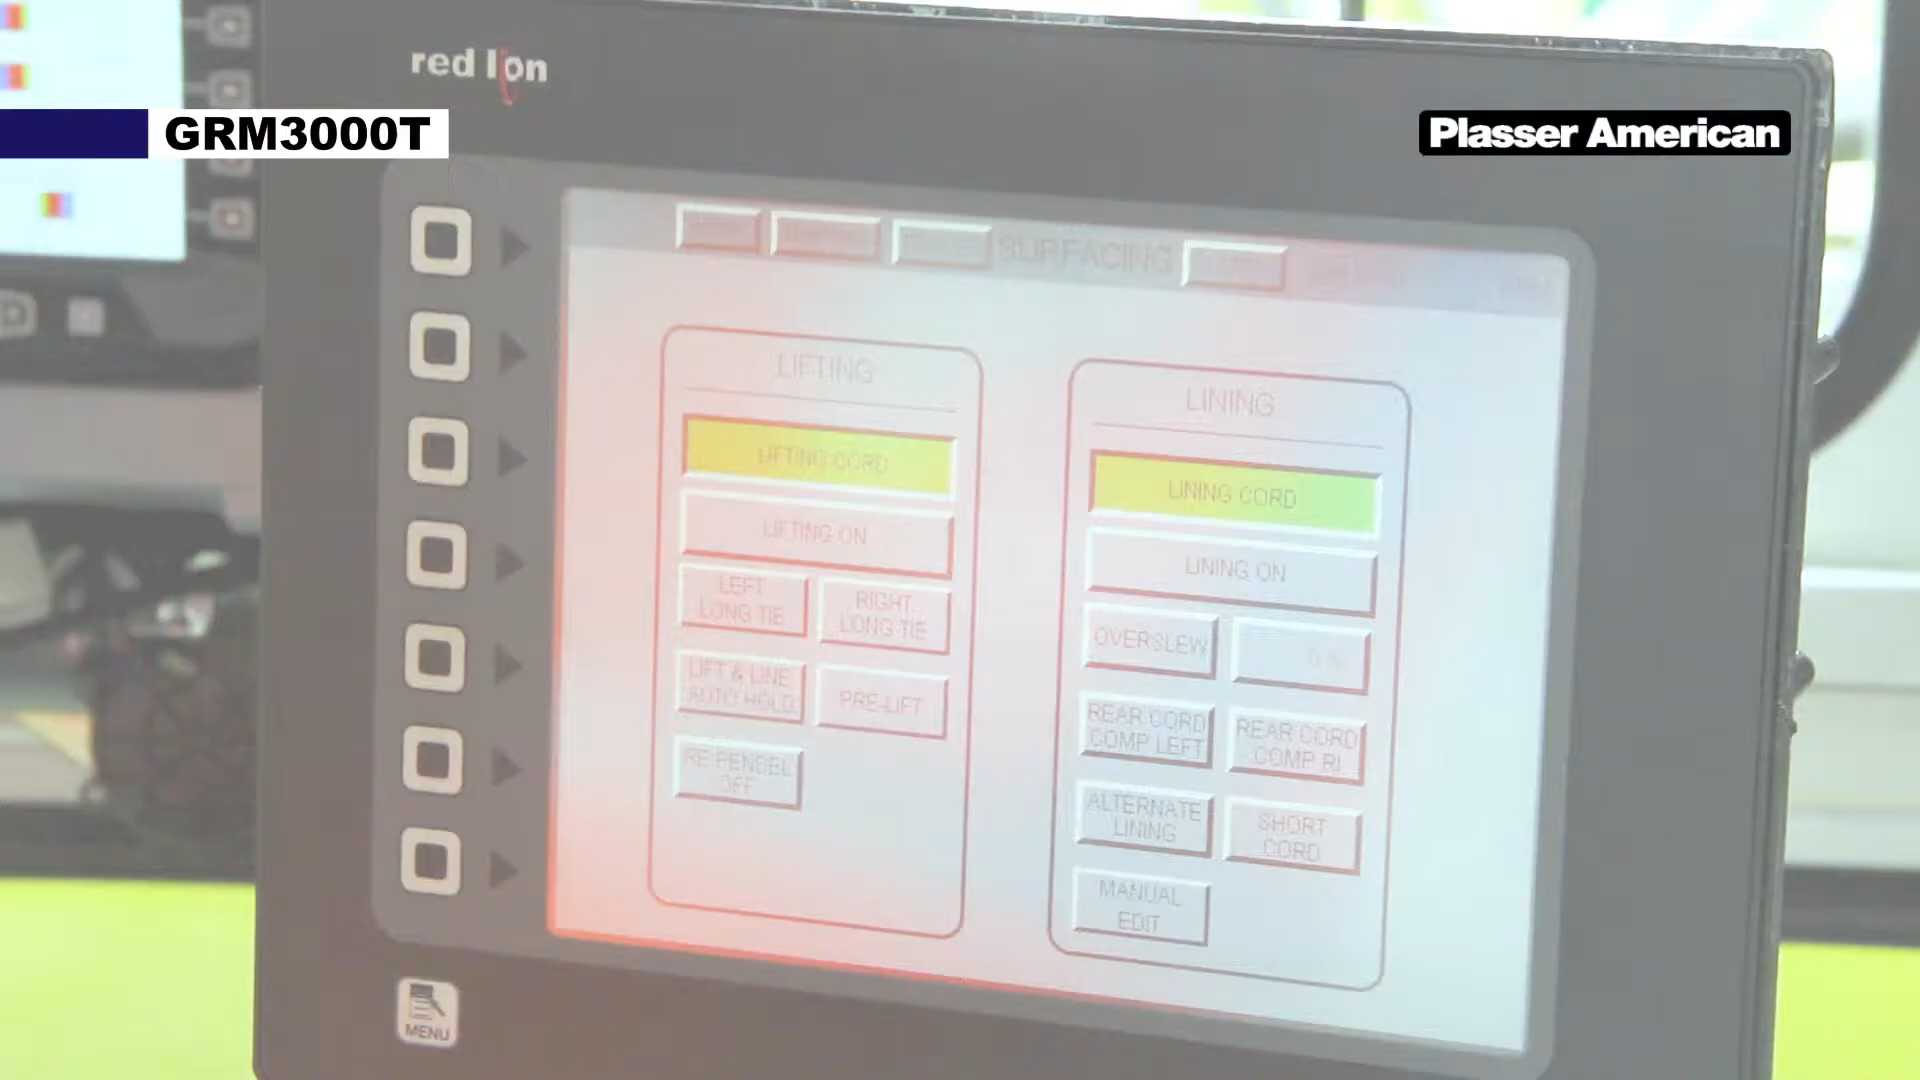 red lion
GRM3000T
Plasser American
SURFACING
LIFTING
LIFTING CORD
LIFTING ON
LEFT
LONG TIE
RIGHT
LONG TIE
LIFT & LINE
AUTO HOLD
PRE-LIFT
RE PENDEL
OFF
LINING
LINING CORD
LINING ON
OVERSLEW
REAR CORD
COMP LEFT
REAR CORD
COMP RI
ALTERNATE
LINING
SHORT
CORD
MANUAL
EDIT
MENU